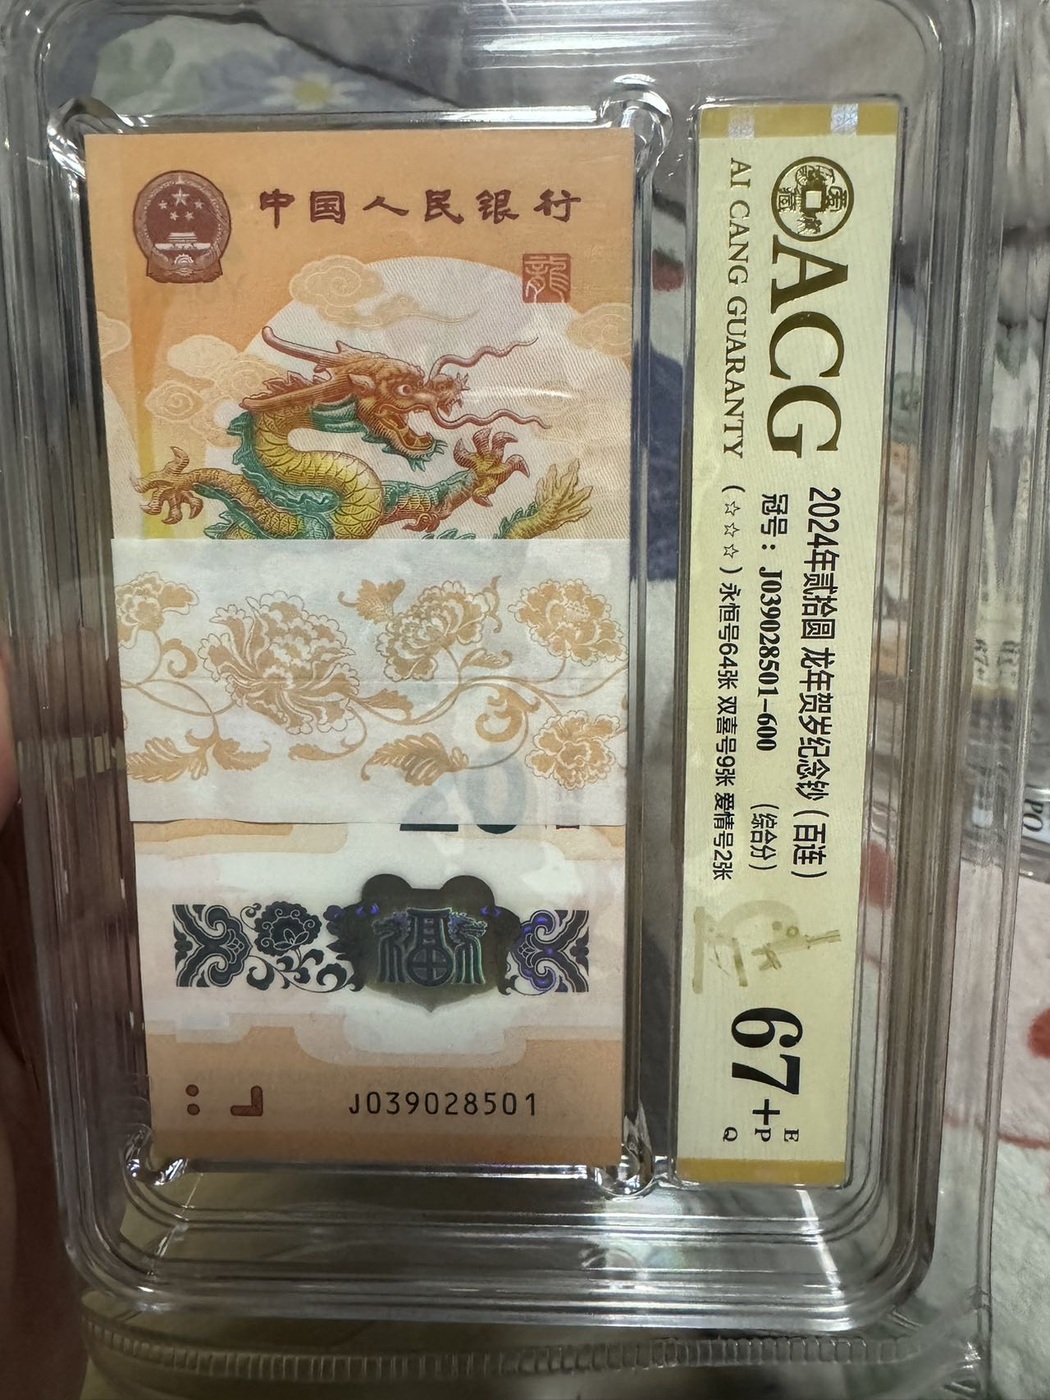 中国人民银行
龍
20
J039028501
ACG
AI CANG GUARANTY
2024年贰拾圆 龙年贺岁纪念钞（百连）
冠号：J039028501-600 （综合分）
（☆☆☆）永恒号64张 双喜号9张 爱情号2张
67+
E
P
Q